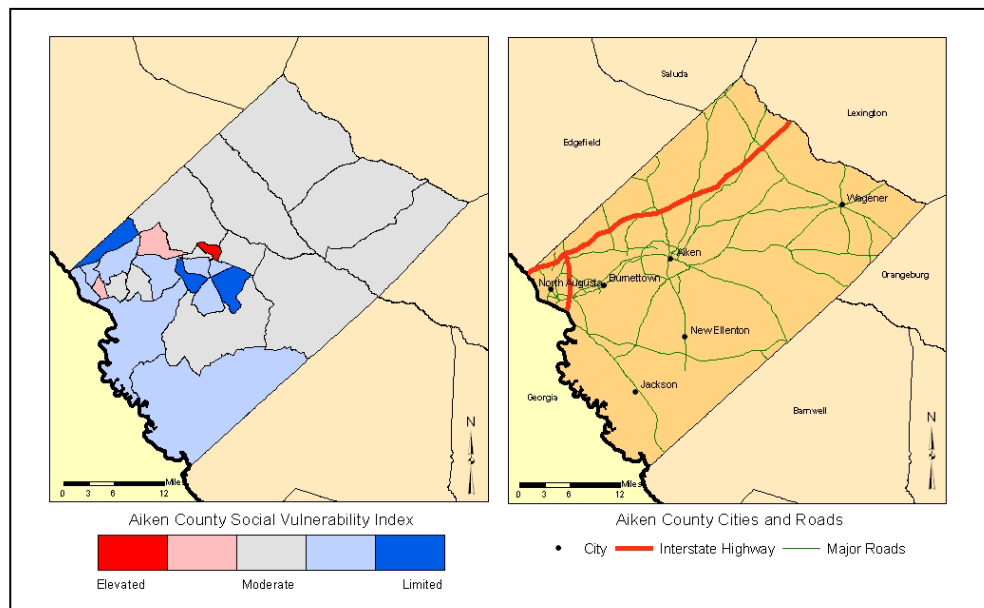 N
Miles
0 3 6 12
Aiken County Social Vulnerability Index
Elevated Moderate Limited
Saluda
Lexington
Edgefield
Wagener
Aiken
Orangeburg
Burnettown
North Augusta
New Ellenton
Jackson
Georgia
Barnwell
N
Miles
0 3 6 12
Aiken County Cities and Roads
City Interstate Highway Major Roads